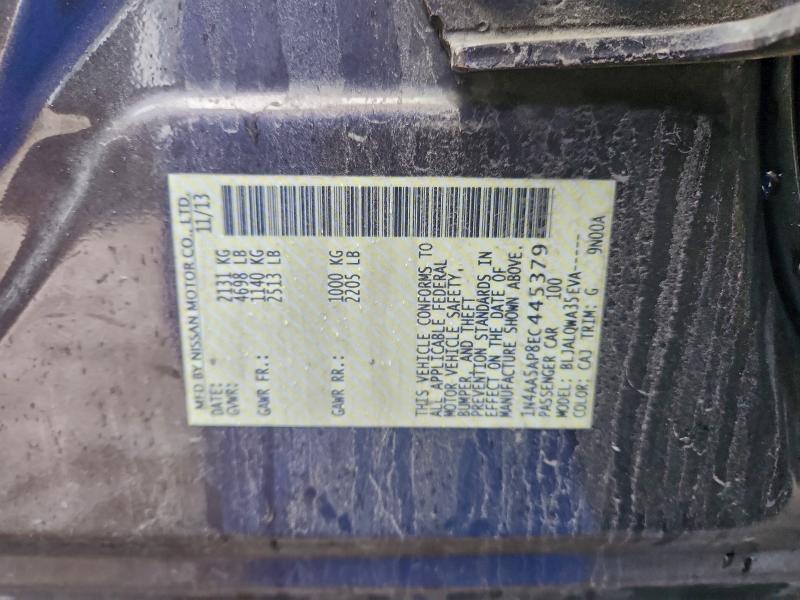 MFD BY NISSAN MOTOR CO., LTD.
DATE: 11/13
GVWR: 2131 KG
4698 LB
GAWR FR.: 1140 KG
2513 LB
GAWR RR.: 1000 KG
2205 LB
THIS VEHICLE CONFORMS TO
ALL APPLICABLE FEDERAL
MOTOR VEHICLE SAFETY,
BUMPER, AND THEFT
PREVENTION STANDARDS IN
EFFECT ON THE DATE OF
MANUFACTURE SHOWN ABOVE.
1N4AA5AP8EC445379
PASSENGER CAR 100
MODEL: BLJALQWA35EVA-----
COLOR: CAJ TRIM: G 9N00A